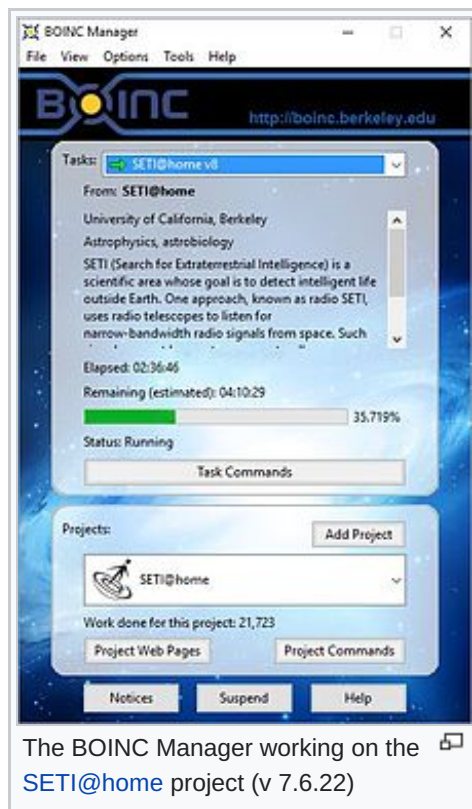 BOINC Manager
File View Options Tools Help
BOINC
http://boinc.berkeley.edu
Tasks: SETI@home v8
From: SETI@home
University of California, Berkeley
Astrophysics, astrobiology
SETI (Search for Extraterrestrial Intelligence) is a
scientific area whose goal is to detect intelligent life
outside Earth. One approach, known as radio SETI,
uses radio telescopes to listen for
narrow-bandwidth radio signals from space. Such
Elapsed: 02:36:46
Remaining (estimated): 04:10:29
35.719%
Status: Running
Task Commands
Projects:
Add Project
SETI@home
Work done for this project: 21,723
Project Web Pages Project Commands
Notices Suspend Help
The BOINC Manager working on the
SETI@home project (v 7.6.22)